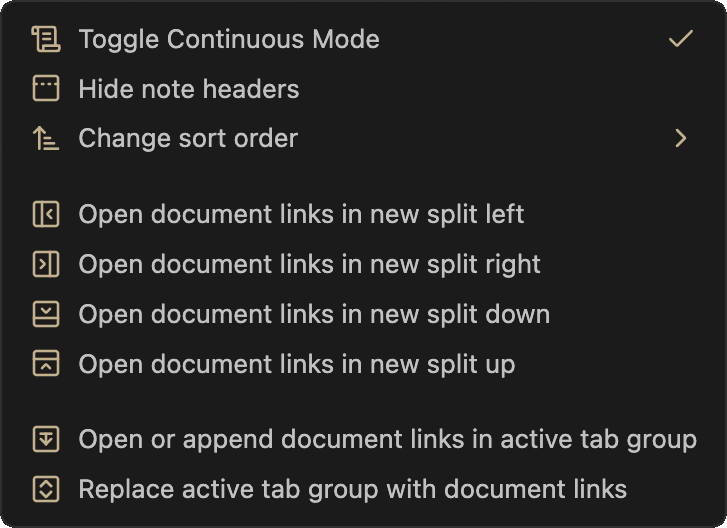 Toggle Continuous Mode
Hide note headers
Change sort order
Open document links in new split left
Open document links in new split right
Open document links in new split down
Open document links in new split up
Open or append document links in active tab group
Replace active tab group with document links